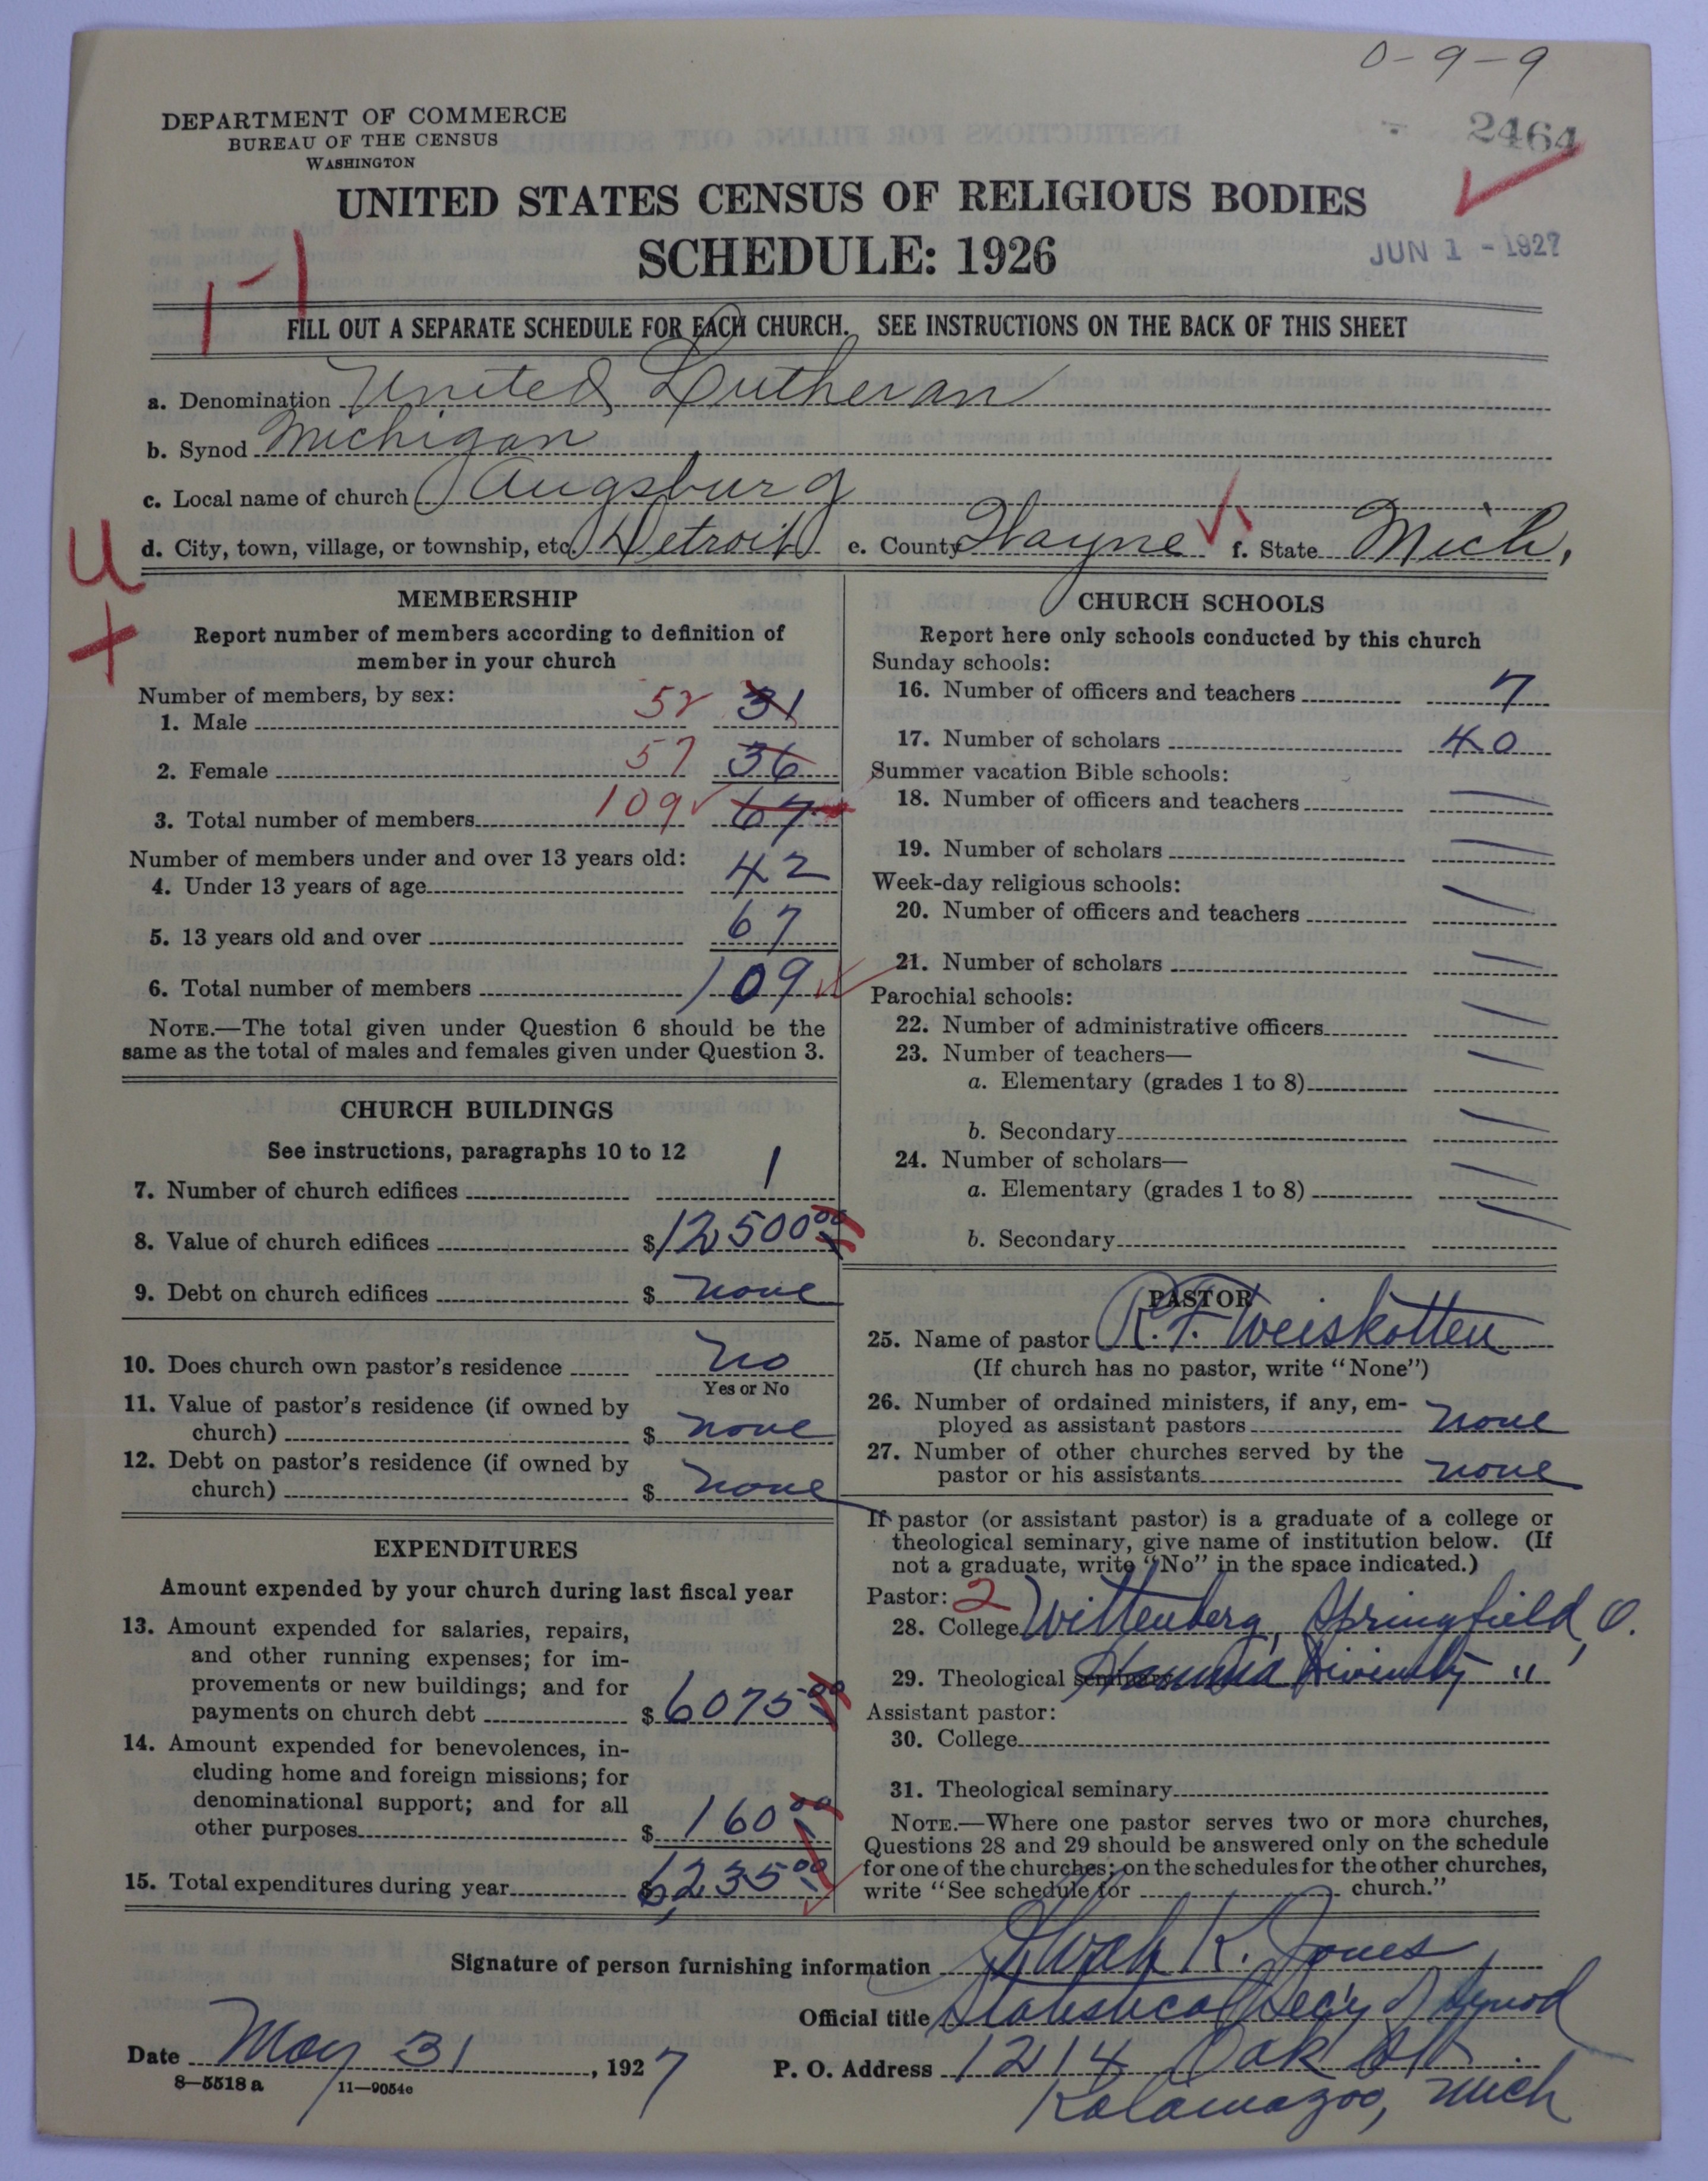 0-9-9
DEPARTMENT OF COMMERCE
BUREAU OF THE CENSUS
WASHINGTON
2464
UNITED STATES CENSUS OF RELIGIOUS BODIES
SCHEDULE: 1926
JUN 1 - 1927
FILL OUT A SEPARATE SCHEDULE FOR EACH CHURCH. SEE INSTRUCTIONS ON THE BACK OF THIS SHEET
a. Denomination United Lutheran
b. Synod Michigan
c. Local name of church Augsburg
d. City, town, village, or township, etc. Detroit e. County Wayne f. State Mich.
U
+
MEMBERSHIP
Report number of members according to definition of
member in your church
Number of members, by sex:
1. Male 52 31
2. Female 57 36
3. Total number of members 109 67
Number of members under and over 13 years old:
4. Under 13 years of age 42
5. 13 years old and over 67
6. Total number of members 109
NOTE.—The total given under Question 6 should be the
same as the total of males and females given under Question 3.
CHURCH BUILDINGS
See instructions, paragraphs 10 to 12
7. Number of church edifices 1
8. Value of church edifices $12500.00
9. Debt on church edifices $ none
10. Does church own pastor's residence No
Yes or No
11. Value of pastor's residence (if owned by
church) $ none
12. Debt on pastor's residence (if owned by
church) $ none
EXPENDITURES
Amount expended by your church during last fiscal year
13. Amount expended for salaries, repairs,
and other running expenses; for im-
provements or new buildings; and for
payments on church debt $ 6075.00
14. Amount expended for benevolences, in-
cluding home and foreign missions; for
denominational support; and for all
other purposes $ 160.00
15. Total expenditures during year $ 6,235.00
CHURCH SCHOOLS
Report here only schools conducted by this church
Sunday schools:
16. Number of officers and teachers 7
17. Number of scholars 40
Summer vacation Bible schools:
18. Number of officers and teachers —
19. Number of scholars —
Week-day religious schools:
20. Number of officers and teachers —
21. Number of scholars —
Parochial schools:
22. Number of administrative officers —
23. Number of teachers—
a. Elementary (grades 1 to 8) —
b. Secondary —
24. Number of scholars—
a. Elementary (grades 1 to 8) —
b. Secondary —
PASTOR
25. Name of pastor R. F. Weiskotten
(If church has no pastor, write "None")
26. Number of ordained ministers, if any, em-
ployed as assistant pastors none
27. Number of other churches served by the
pastor or his assistants none
If pastor (or assistant pastor) is a graduate of a college or
theological seminary, give name of institution below. (If
not a graduate, write "No" in the space indicated.)
Pastor: 2
28. College Wittenberg, Springfield, O.
29. Theological seminary Hamma Divinity "
Assistant pastor:
30. College
31. Theological seminary
NOTE.—Where one pastor serves two or more churches,
Questions 28 and 29 should be answered only on the schedule
for one of the churches; on the schedules for the other churches,
write "See schedule for church."
Signature of person furnishing information K. Jones
Official title Statistical Sec'y of Synod
Date May 31, 1927
P. O. Address 1214 Oak St.
Kalamazoo, Mich
8—5518 a 11—9054c